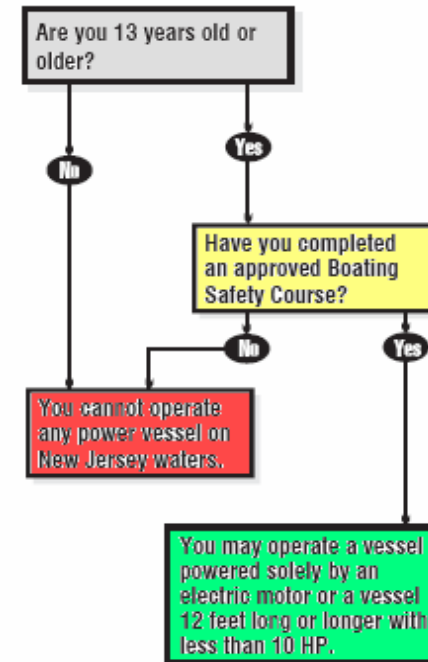 Are you 13 years old or
older?
No
Yes
Have you completed
an approved Boating
Safety Course?
No
Yes
You cannot operate
any power vessel on
New Jersey waters.
You may operate a vessel
powered solely by an
electric motor or a vessel
12 feet long or longer with
less than 10 HP.